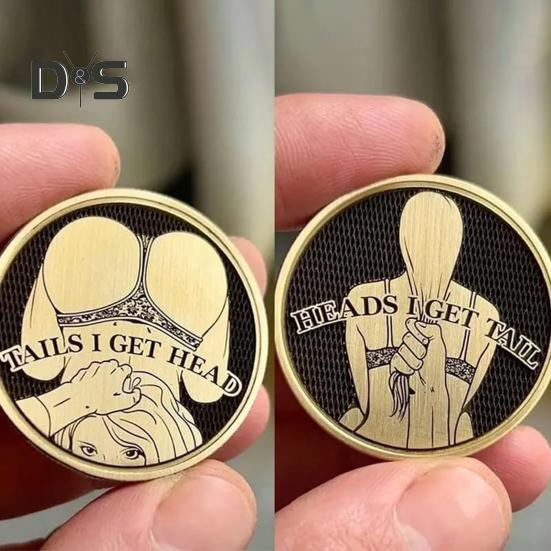 D&S
TAILS I GET HEAD
HEADS I GET TAIL